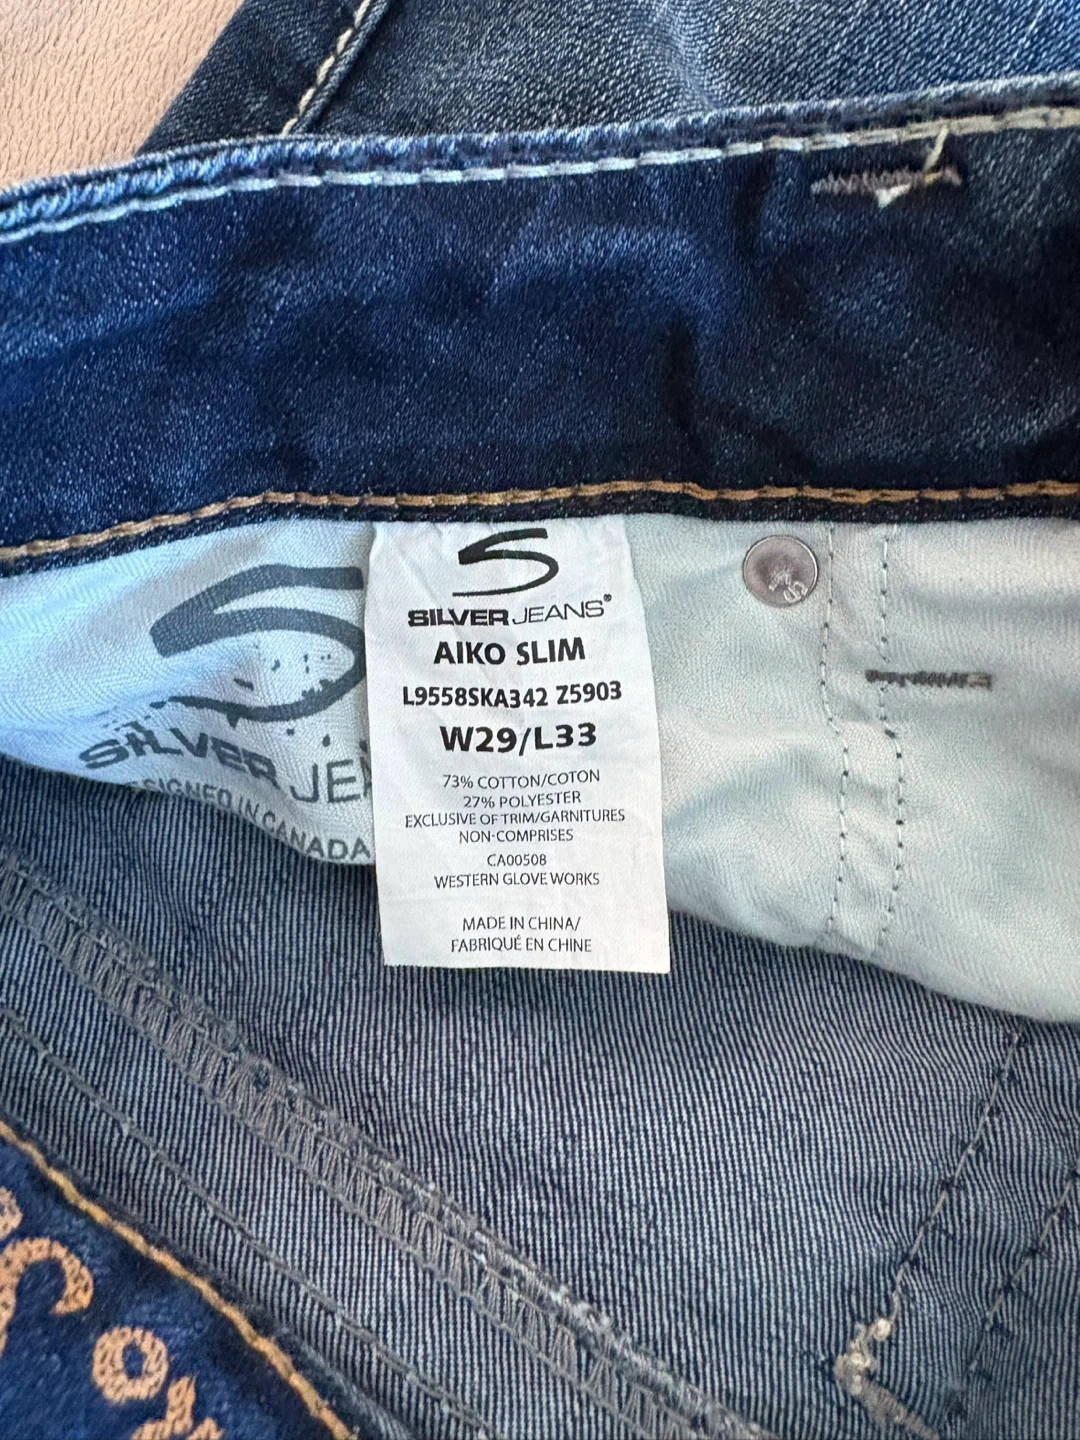 SILVER JEANS®
AIKO SLIM
L9558SKA342 Z5903
W29/L33
73% COTTON/COTON
27% POLYESTER
EXCLUSIVE OF TRIM/GARNITURES
NON-COMPRISES
CA00508
WESTERN GLOVE WORKS
MADE IN CHINA/
FABRIQUÉ EN CHINE
SILVER
IN CANADA